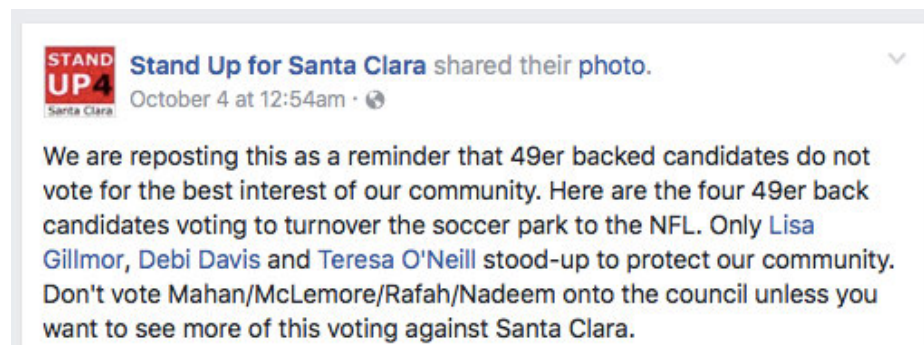 STAND
UP4
Santa Clara
Stand Up for Santa Clara shared their photo.
October 4 at 12:54am ·
We are reposting this as a reminder that 49er backed candidates do not
vote for the best interest of our community. Here are the four 49er back
candidates voting to turnover the soccer park to the NFL. Only Lisa
Gillmor, Debi Davis and Teresa O'Neill stood-up to protect our community.
Don't vote Mahan/McLemore/Rafah/Nadeem onto the council unless you
want to see more of this voting against Santa Clara.